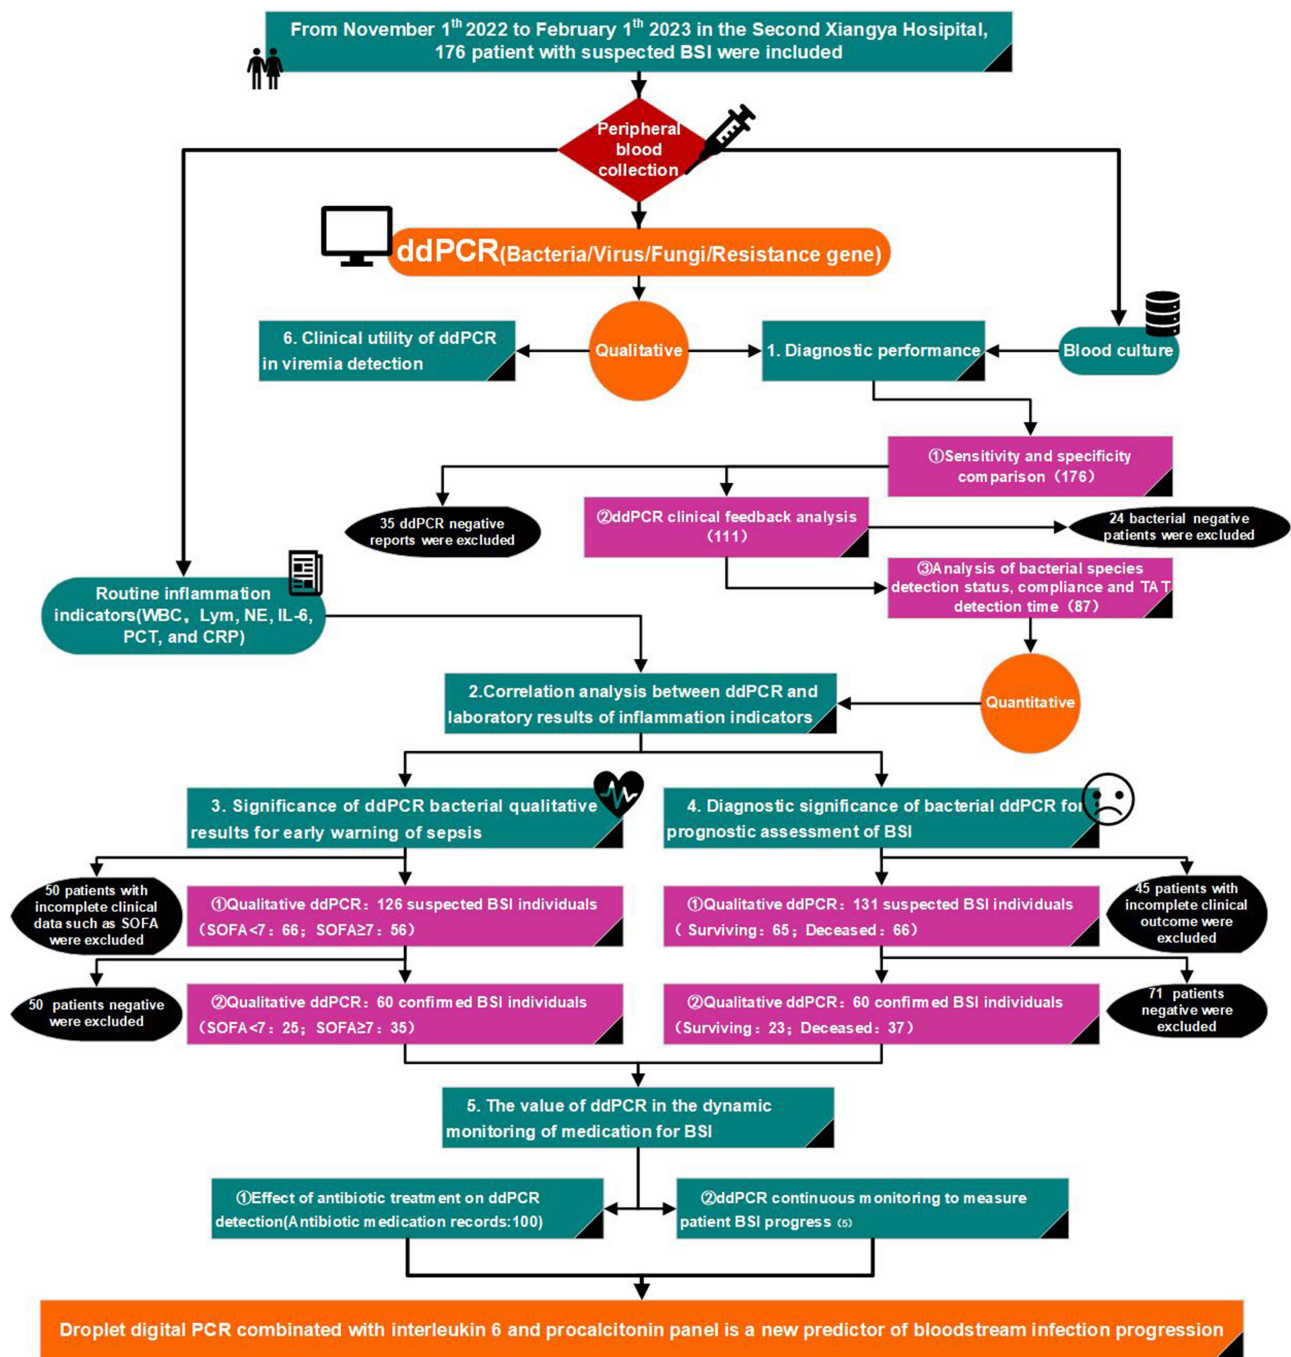 From November 1th 2022 to February 1th 2023 in the Second Xiangya Hosipital,
176 patient with suspected BSI were included
Peripheral
blood
collection
ddPCR(Bacteria/Virus/Fungi/Resistance gene)
6. Clinical utility of ddPCR
in viremia detection
Qualitative
1. Diagnostic performance
Blood culture
①Sensitivity and specificity
comparison（176）
35 ddPCR negative
reports were excluded
②ddPCR clinical feedback analysis
（111）
24 bacterial negative
patients were excluded
③Analysis of bacterial species
detection status, compliance and TAT
detection time（87）
Routine inflammation
indicators(WBC，Lym, NE, IL-6,
PCT, and CRP)
2.Correlation analysis between ddPCR and
laboratory results of inflammation indicators
Quantitative
3. Significance of ddPCR bacterial qualitative
results for early warning of sepsis
4. Diagnostic significance of bacterial ddPCR for
prognostic assessment of BSI
50 patients with
incomplete clinical
data such as SOFA
were excluded
①Qualitative ddPCR：126 suspected BSI individuals
（SOFA<7：66；SOFA≥7：56）
①Qualitative ddPCR：131 suspected BSI individuals
（Surviving：65；Deceased：66）
45 patients with
incomplete clinical
outcome were
excluded
50 patients negative
were excluded
②Qualitative ddPCR：60 confirmed BSI individuals
（SOFA<7：25；SOFA≥7：35）
②Qualitative ddPCR：60 confirmed BSI individuals
（Surviving：23；Deceased：37）
71 patients
negative were
excluded
5. The value of ddPCR in the dynamic
monitoring of medication for BSI
①Effect of antibiotic treatment on ddPCR
detection(Antibiotic medication records:100)
②ddPCR continuous monitoring to measure
patient BSI progress（5）
Droplet digital PCR combined with interleukin 6 and procalcitonin panel is a new predictor of bloodstream infection progression